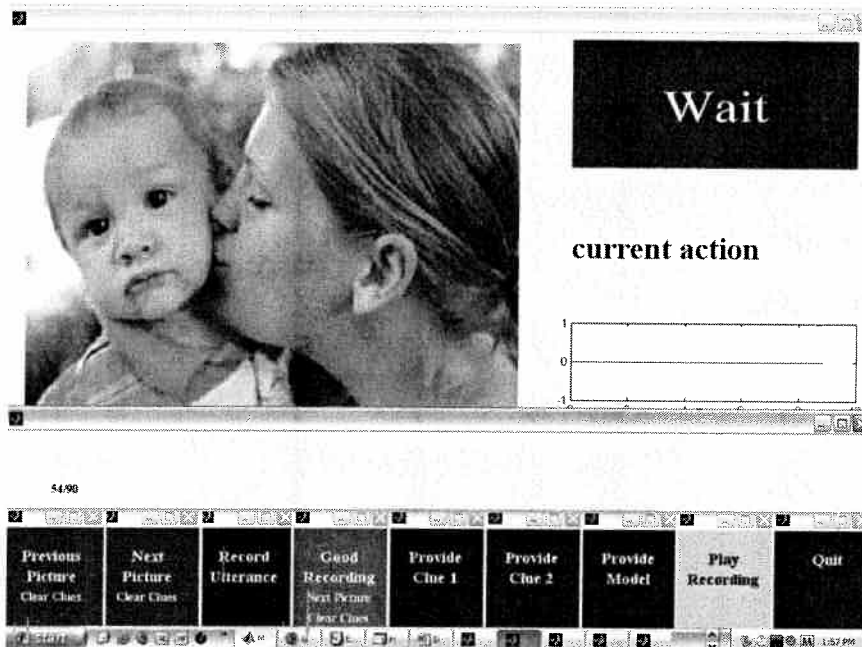 Wait
current action
1
0
-1
54/90
Previous
Picture
Clear Clues
Next
Picture
Clear Clues
Record
Utterance
Good
Recording
Next Picture
Clear Clues
Provide
Clue 1
Provide
Clue 2
Provide
Model
Play
Recording
Quit
start
1:57 PM